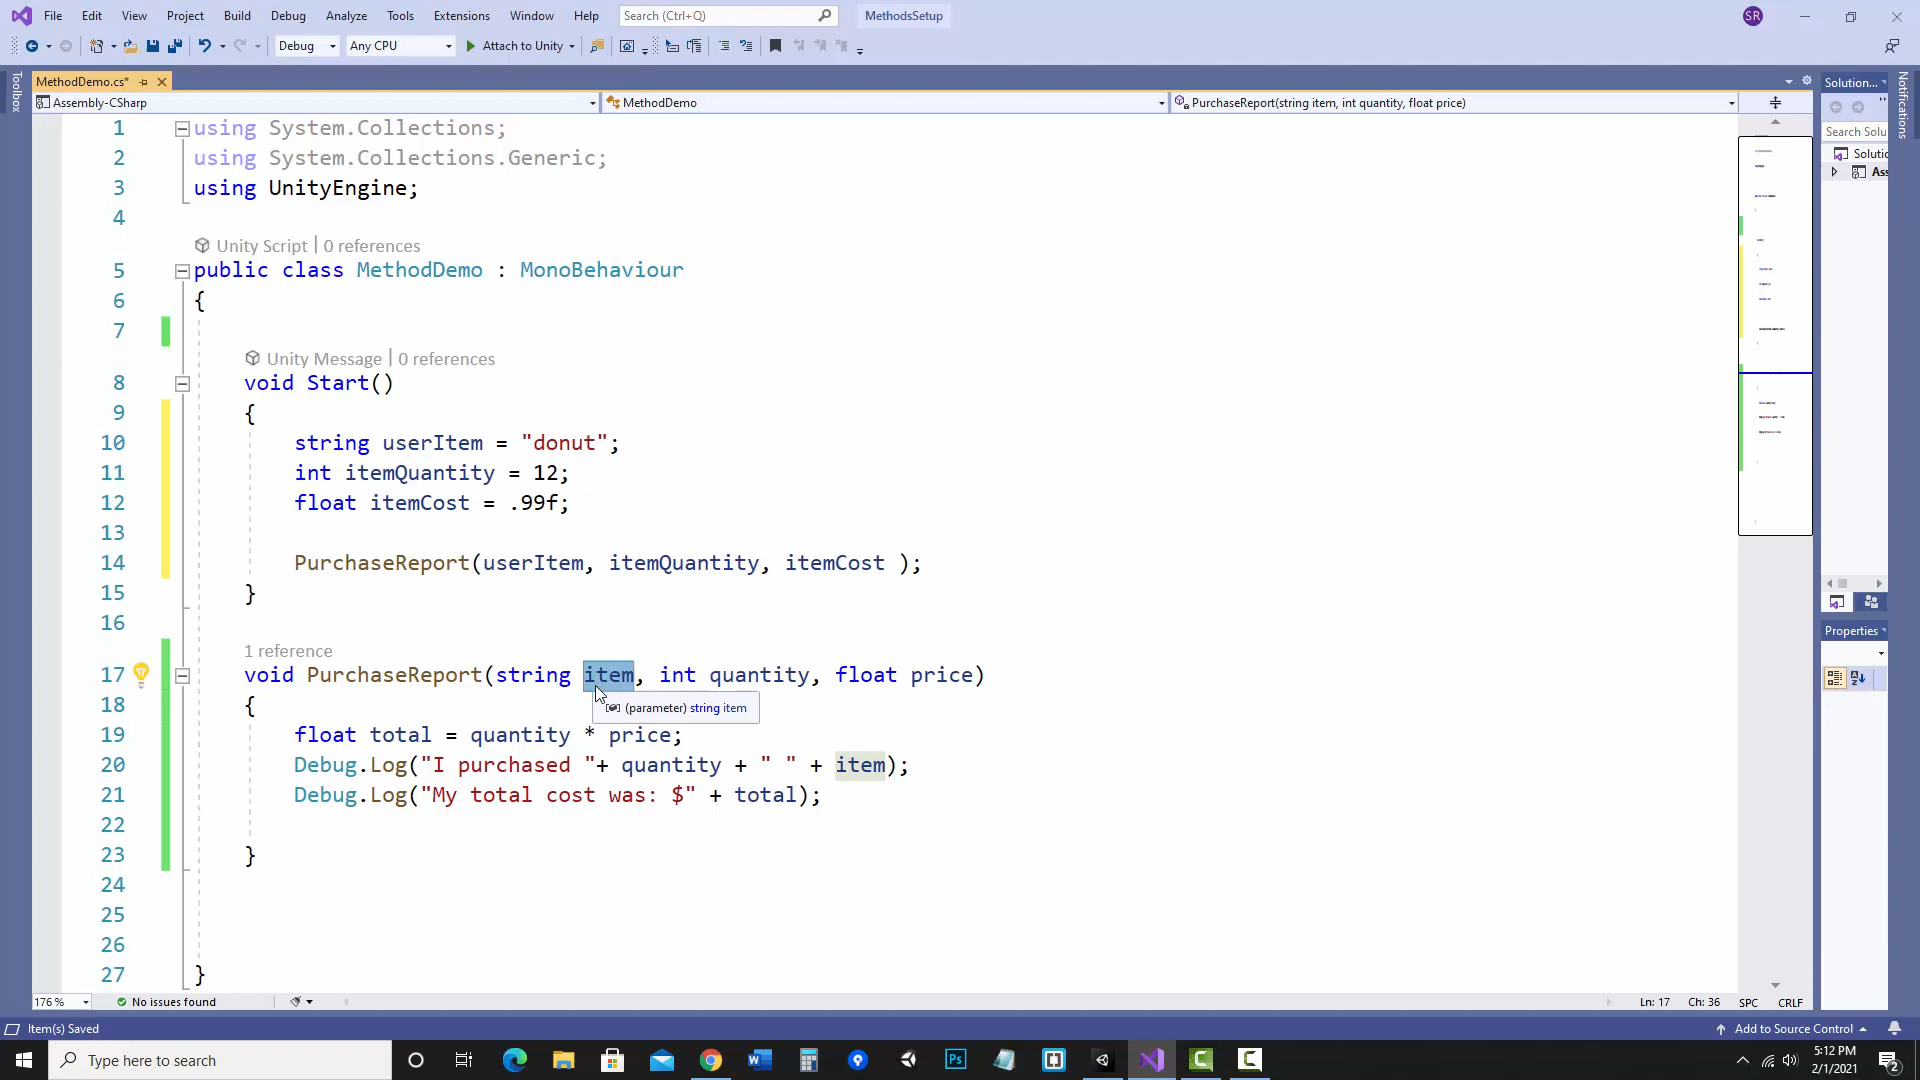 File Edit View Project Build Debug Analyze Tools Extensions Window Help Search (Ctrl+Q) MethodsSetup SR
Debug Any CPU Attach to Unity
Toolbox
MethodDemo.cs*
Assembly-CSharp MethodDemo PurchaseReport(string item, int quantity, float price)
1 using System.Collections;
2 using System.Collections.Generic;
3 using UnityEngine;
4
Unity Script | 0 references
5 public class MethodDemo : MonoBehaviour
6 {
7
Unity Message | 0 references
8 void Start()
9 {
10 string userItem = "donut";
11 int itemQuantity = 12;
12 float itemCost = .99f;
13
14 PurchaseReport(userItem, itemQuantity, itemCost );
15 }
16
1 reference
17 void PurchaseReport(string item, int quantity, float price)
(parameter) string item
18 {
19 float total = quantity * price;
20 Debug.Log("I purchased "+ quantity + " " + item);
21 Debug.Log("My total cost was: $" + total);
22
23 }
24
25
26
27 }
176 % No issues found Ln: 17 Ch: 36 SPC CRLF
Solution...
Search Solu
Solutio
Ass
Properties
Notifications
Item(s) Saved Add to Source Control
Type here to search
W Ps C C
5:12 PM
2/1/2021
2